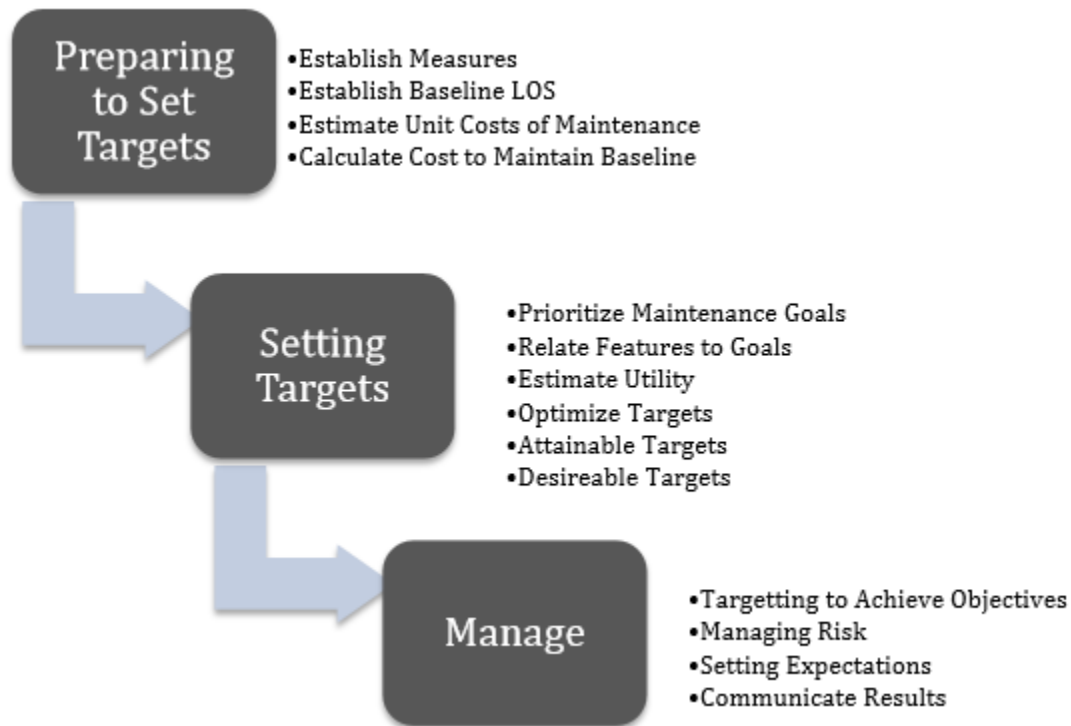 Preparing
to Set
Targets
•Establish Measures
•Establish Baseline LOS
•Estimate Unit Costs of Maintenance
•Calculate Cost to Maintain Baseline
Setting
Targets
•Prioritize Maintenance Goals
•Relate Features to Goals
•Estimate Utility
•Optimize Targets
•Attainable Targets
•Desireable Targets
Manage
•Targetting to Achieve Objectives
•Managing Risk
•Setting Expectations
•Communicate Results